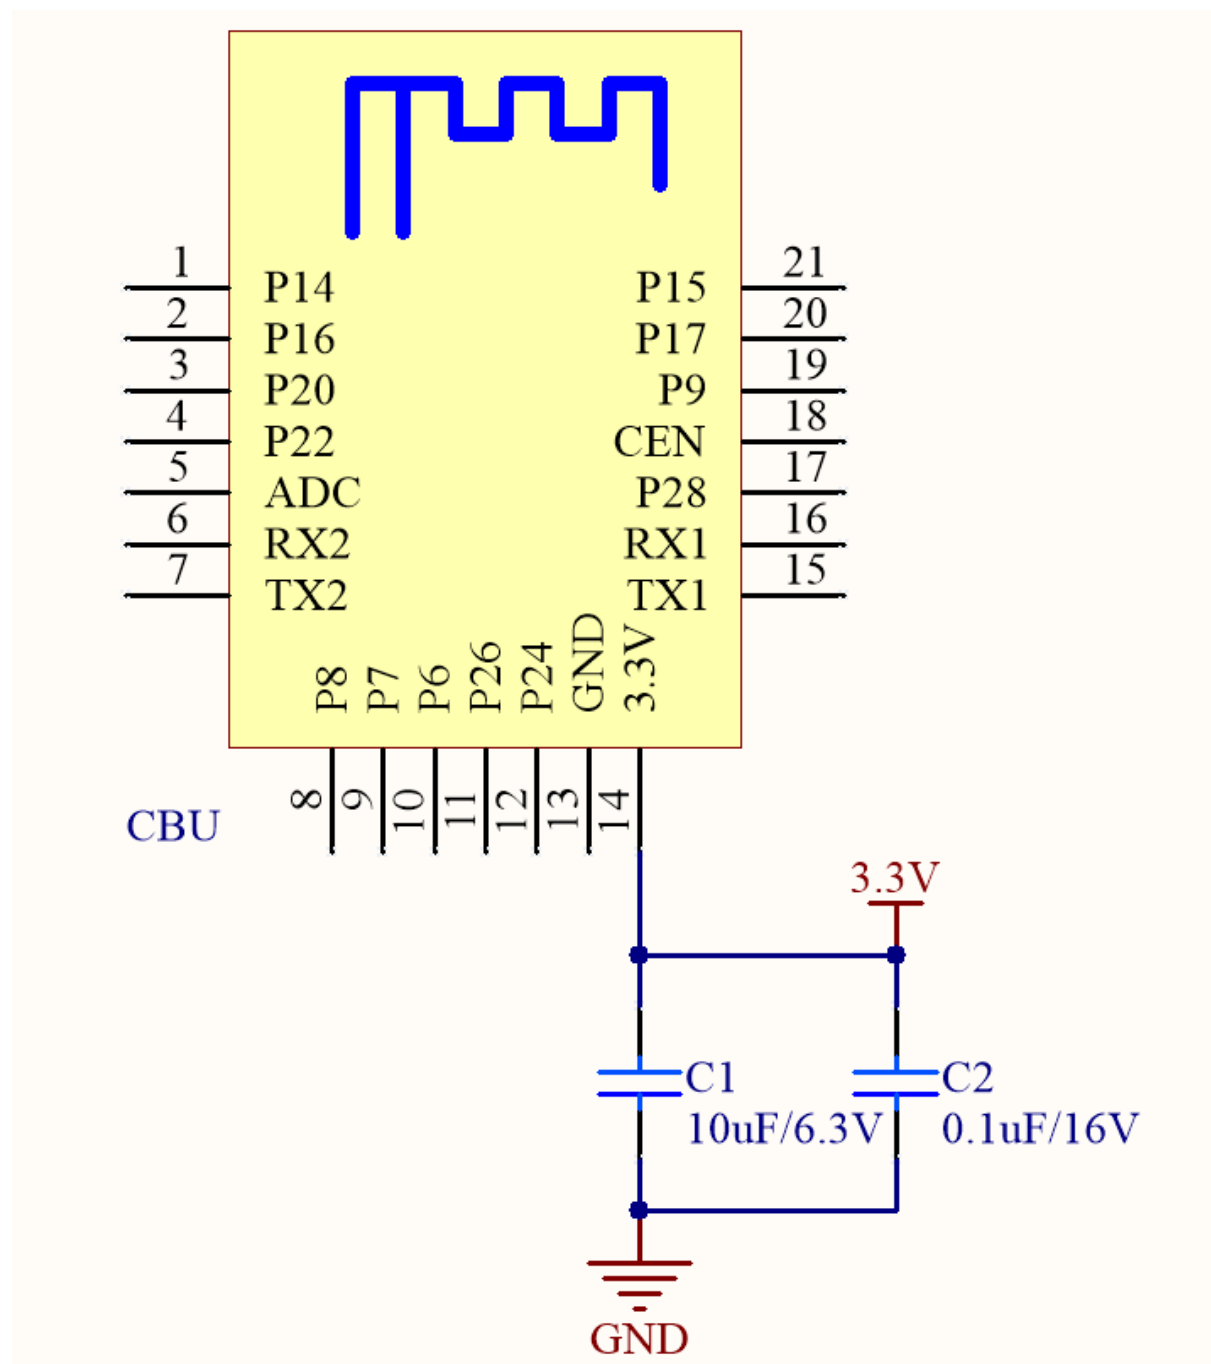 1 P14 P15 21
2 P16 P17 20
3 P20 P9 19
4 P22 CEN 18
5 ADC P28 17
6 RX2 RX1 16
7 TX2 TX1 15
P8 P7 P6 P26 P24 GND 3.3V
8 9 10 11 12 13 14
CBU
3.3V
C1 C2
10uF/6.3V 0.1uF/16V
GND